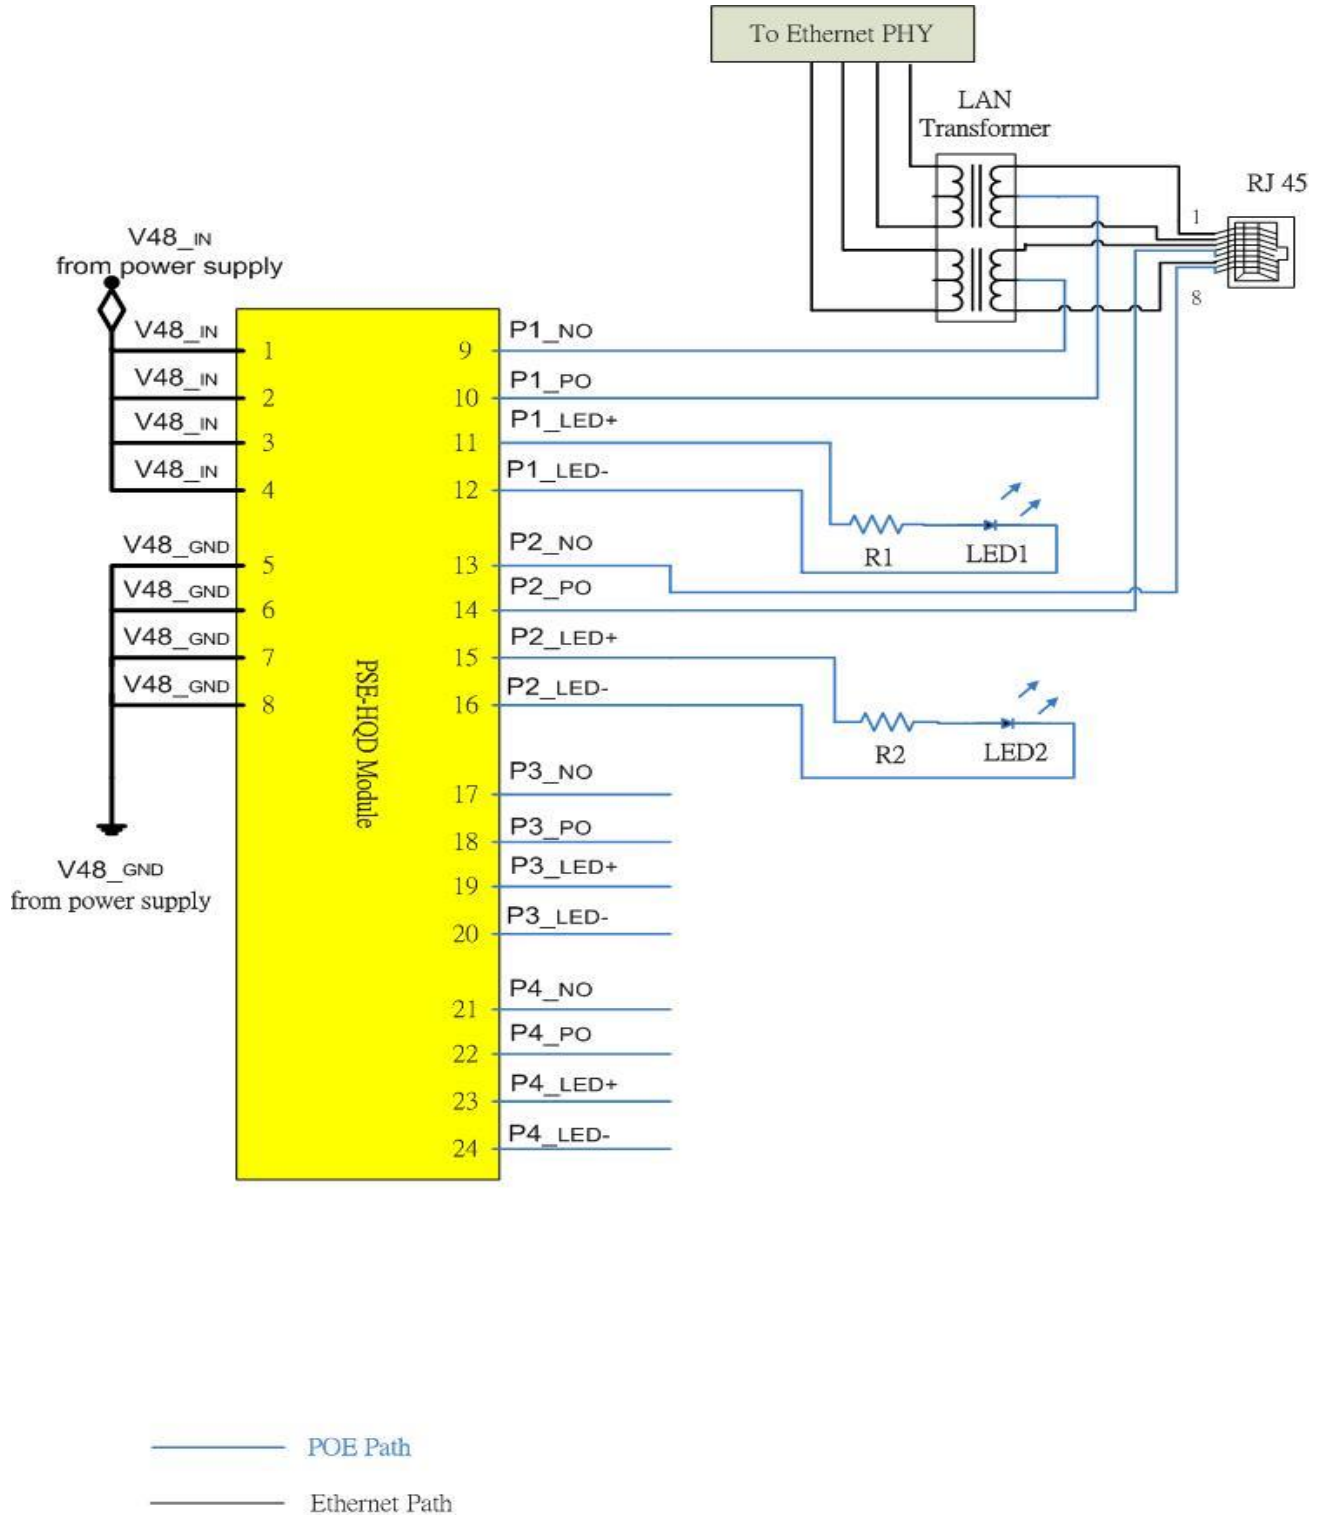 To Ethernet PHY
LAN
Transformer
RJ 45
1
8
V48_IN
from power supply
V48_IN
1
V48_IN
2
V48_IN
3
V48_IN
4
V48_GND
5
V48_GND
6
V48_GND
7
V48_GND
8
V48_GND
from power supply
PSE-HQD Module
9
P1_NO
10
P1_PO
11
P1_LED+
12
P1_LED-
R1
LED1
13
P2_NO
14
P2_PO
15
P2_LED+
16
P2_LED-
R2
LED2
17
P3_NO
18
P3_PO
19
P3_LED+
20
P3_LED-
21
P4_NO
22
P4_PO
23
P4_LED+
24
P4_LED-
POE Path
Ethernet Path